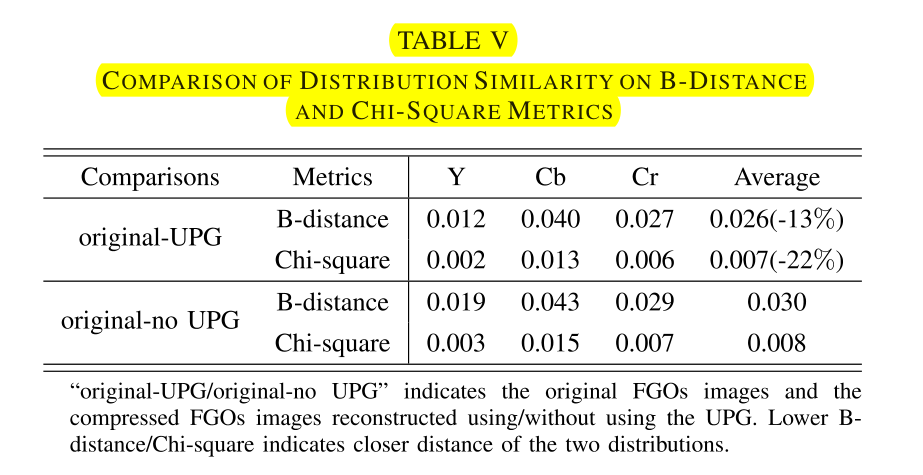 TABLE V
COMPARISON OF DISTRIBUTION SIMILARITY ON B-DISTANCE
AND CHI-SQUARE METRICS
Comparisons Metrics Y Cb Cr Average
original-UPG B-distance 0.012 0.040 0.027 0.026(-13%)
Chi-square 0.002 0.013 0.006 0.007(-22%)
original-no UPG B-distance 0.019 0.043 0.029 0.030
Chi-square 0.003 0.015 0.007 0.008
“original-UPG/original-no UPG” indicates the original FGOs images and the
compressed FGOs images reconstructed using/without using the UPG. Lower B-
distance/Chi-square indicates closer distance of the two distributions.